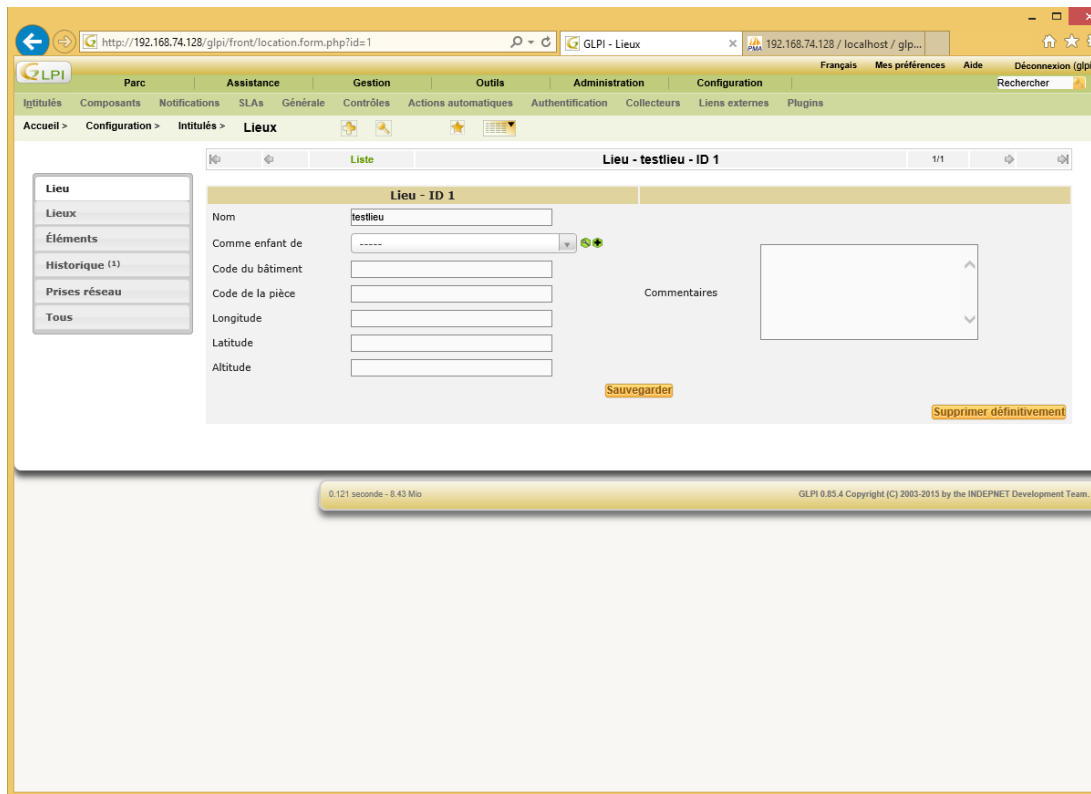 http://192.168.74.128/glpi/front/location.form.php?id=1
GLPI - Lieux
192.168.74.128 / localhost / glp...
GLPI
Français Mes préférences Aide Déconnexion (glpi
Parc Assistance Gestion Outils Administration Configuration
Rechercher
Intitulés Composants Notifications SLAs Générale Contrôles Actions automatiques Authentification Collecteurs Liens externes Plugins
Accueil > Configuration > Intitulés > Lieux
Liste Lieu - testlieu - ID 1 1/1
Lieu
Lieux
Éléments
Historique (1)
Prises réseau
Tous
Lieu - ID 1
Nom testlieu
Comme enfant de -----
Code du bâtiment
Code de la pièce
Longitude
Latitude
Altitude
Commentaires
Sauvegarder
Supprimer définitivement
0.121 seconde - 8.43 Mio
GLPI 0.85.4 Copyright (C) 2003-2015 by the INDEPNET Development Team.